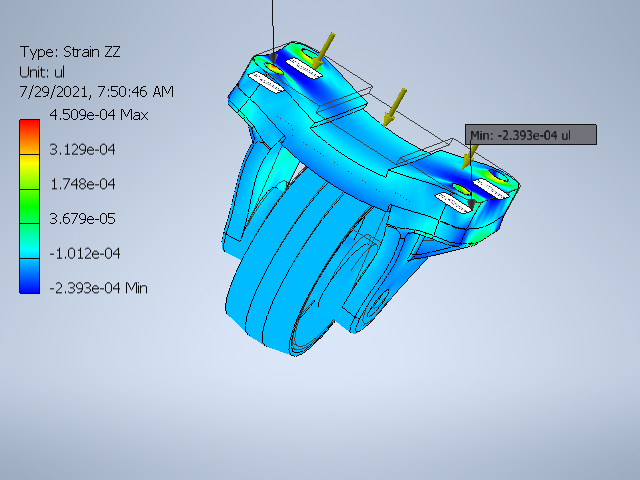 Type: Strain ZZ
Unit: ul
7/29/2021, 7:50:46 AM
4.509e-04 Max
3.129e-04
1.748e-04
3.679e-05
-1.012e-04
-2.393e-04 Min
Min: -2.393e-04 ul